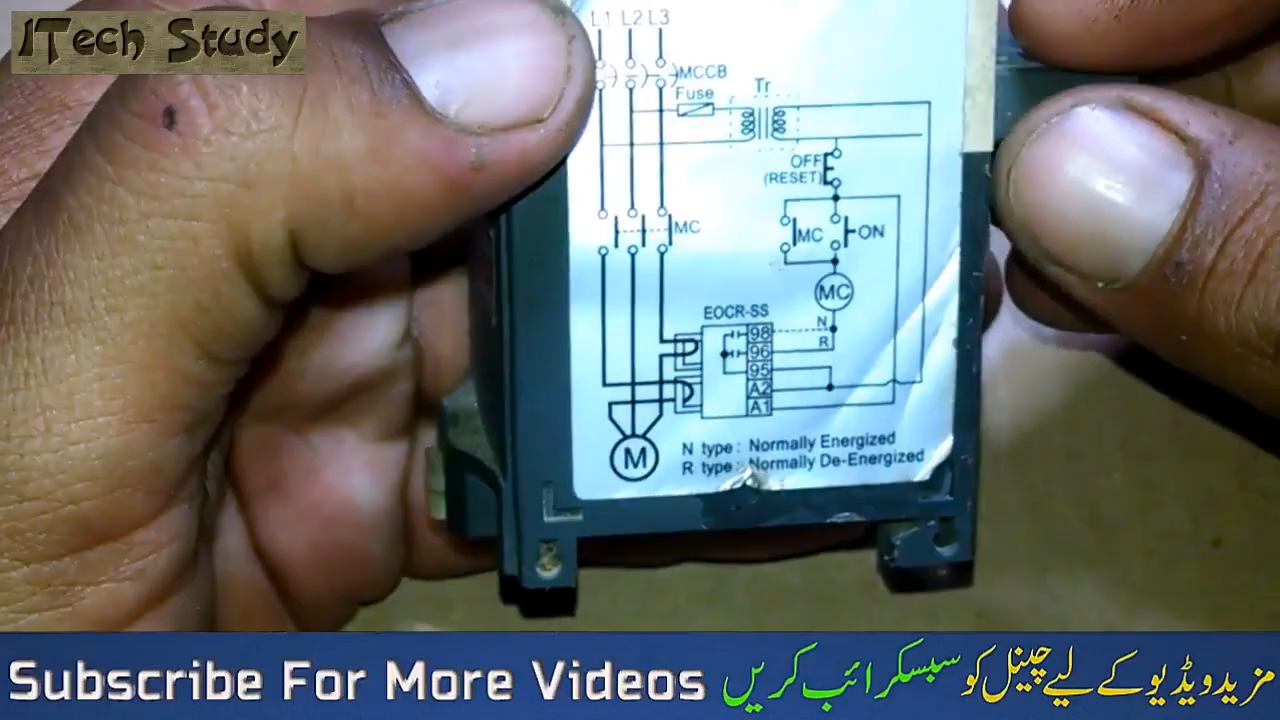 ITech Study
L1 L2 L3
MCCB
Fuse
Tr
OFF
(RESET)
MC
MC
ON
MC
EOCR-SS
N
98
R
96
95
A2
A1
M
N type : Normally Energized
R type : Normally De-Energized
Subscribe For More Videos
مزید ویڈیو کے لیے چینل کو سبسکرائب کریں